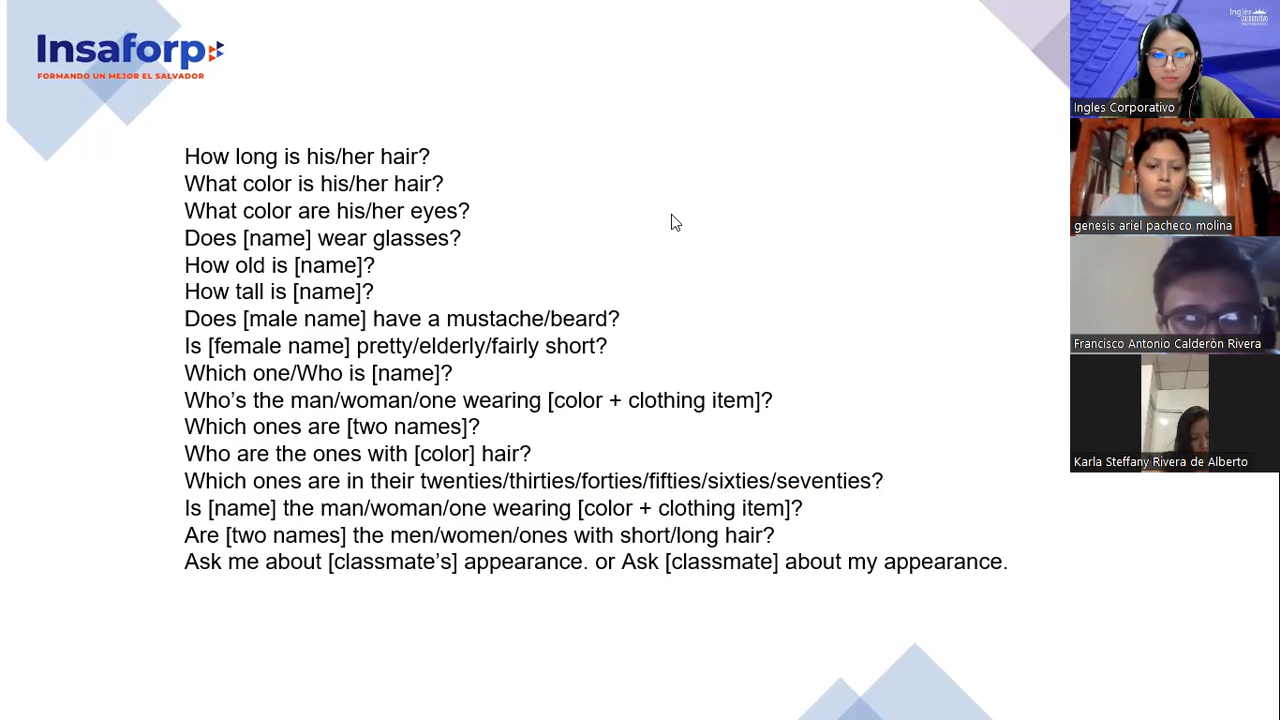 Insaforp
FORMANDO UN MEJOR EL SALVADOR
How long is his/her hair?
What color is his/her hair?
What color are his/her eyes?
Does [name] wear glasses?
How old is [name]?
How tall is [name]?
Does [male name] have a mustache/beard?
Is [female name] pretty/elderly/fairly short?
Which one/Who is [name]?
Who’s the man/woman/one wearing [color + clothing item]?
Which ones are [two names]?
Who are the ones with [color] hair?
Which ones are in their twenties/thirties/forties/fifties/sixties/seventies?
Is [name] the man/woman/one wearing [color + clothing item]?
Are [two names] the men/women/ones with short/long hair?
Ask me about [classmate’s] appearance. or Ask [classmate] about my appearance.
Ingles
Ingles Corporativo
genesis ariel pacheco molina
Francisco Antonio Calderòn Rivera
Karla Steffany Rivera de Alberto